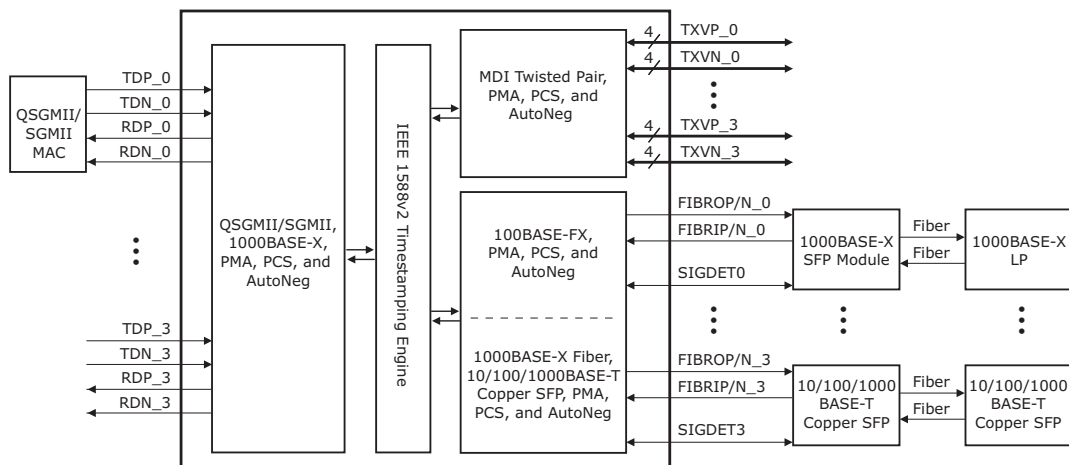 QSGMII/
SGMII
MAC
TDP_0
TDN_0
RDP_0
RDN_0
TDP_3
TDN_3
RDP_3
RDN_3
QSGMII/SGMII,
1000BASE-X,
PMA, PCS, and
AutoNeg
IEEE 1588v2 Timestamping Engine
MDI Twisted Pair,
PMA, PCS, and
AutoNeg
4
TXVP_0
4
TXVN_0
4
TXVP_3
4
TXVN_3
100BASE-FX,
PMA, PCS, and
AutoNeg
1000BASE-X Fiber,
10/100/1000BASE-T
Copper SFP, PMA,
PCS, and AutoNeg
FIBROP/N_0
FIBRIP/N_0
SIGDET0
1000BASE-X
SFP Module
Fiber
Fiber
1000BASE-X
LP
FIBROP/N_3
FIBRIP/N_3
SIGDET3
10/100/1000
BASE-T
Copper SFP
Fiber
Fiber
10/100/1000
BASE-T
Copper SFP